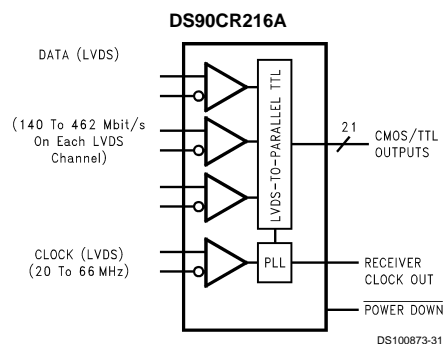 DS90CR216A
DATA (LVDS)
(140 To 462 Mbit/s
On Each LVDS
Channel)
LVDS-TO-PARALLEL TTL
21
CMOS/TTL
OUTPUTS
CLOCK (LVDS)
(20 To 66 MHz)
PLL
RECEIVER
CLOCK OUT
POWER DOWN
DS100873-31